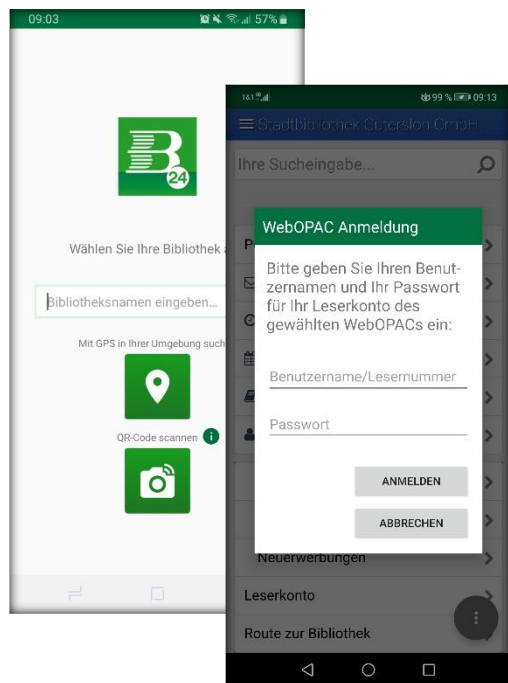 09:03
57%
B
24
Wählen Sie Ihre Bibliothek
Bibliotheksnamen eingeben...
Mit GPS in Ihrer Umgebung such
QR-Code scannen i
1&1
99 % 09:13
Stadtbibliothek Gütersloh GmbH
Ihre Sucheingabe...
WebOPAC Anmeldung
Bitte geben Sie Ihren Benut-
zernamen und Ihr Passwort
für Ihr Leserkonto des
gewählten WebOPACs ein:
Benutzername/Lesernummer
Passwort
ANMELDEN
ABBRECHEN
Neuerwerbungen
Leserkonto
Route zur Bibliothek